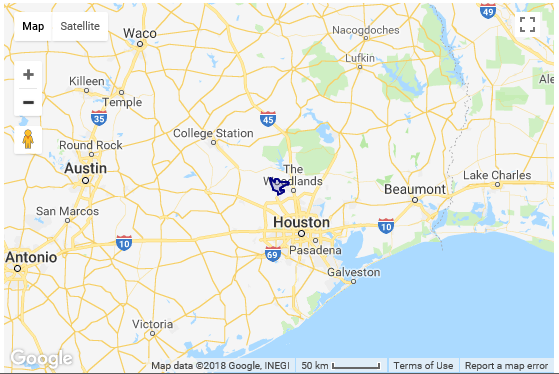 Map
Satellite
Nacogdoches
49
Waco
Lufkin
Killeen
Temple
Ale
35
45
College Station
Round Rock
Austin
The
Woodlands
Lake Charles
Beaumont
San Marcos
Houston
10
10
Pasadena
69
Antonio
Galveston
Victoria
Google
Map data ©2018 Google, INEGI
50 km
Terms of Use
Report a map error